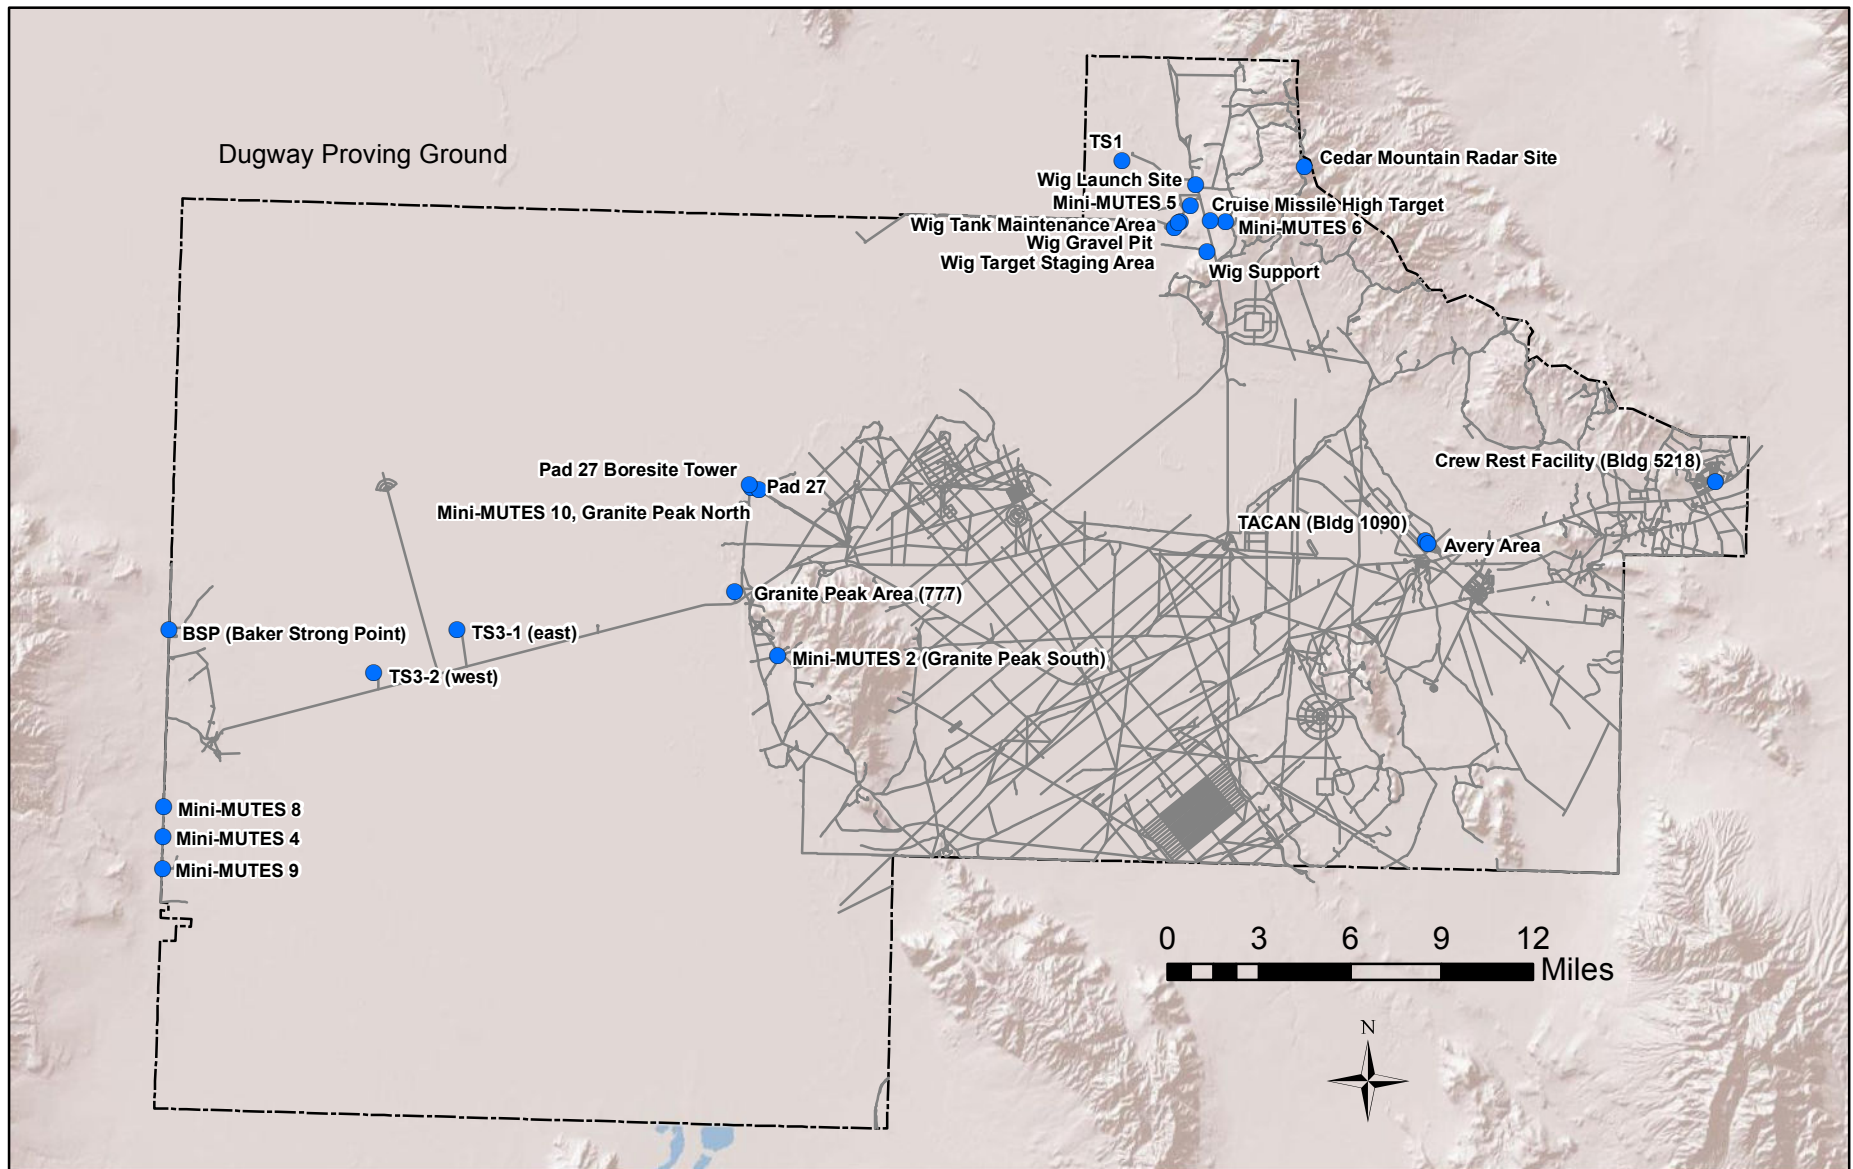 Dugway Proving Ground
TS1
Cedar Mountain Radar Site
Wig Launch Site
Mini-MUTES 5
Cruise Missile High Target
Wig Tank Maintenance Area
Mini-MUTES 6
Wig Gravel Pit
Wig Target Staging Area
Wig Support
Crew Rest Facility (Bldg 5218)
Pad 27 Boresite Tower
Pad 27
Mini-MUTES 10, Granite Peak North
TACAN (Bldg 1090)
Avery Area
Granite Peak Area (777)
BSP (Baker Strong Point)
TS3-1 (east)
Mini-MUTES 2 (Granite Peak South)
TS3-2 (west)
Mini-MUTES 8
Mini-MUTES 4
Mini-MUTES 9
0 3 6 9 12
Miles
N